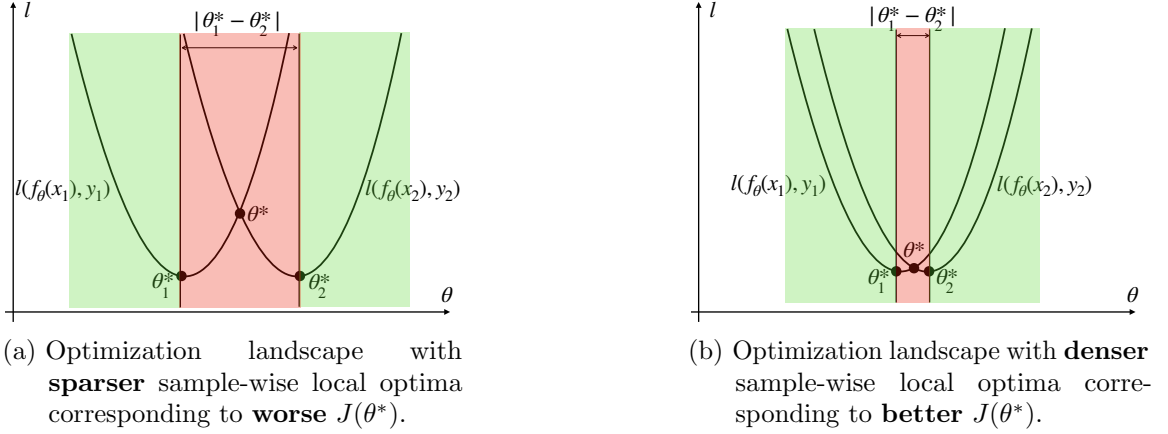 l
|θ₁* − θ₂*|
l(f_θ(x₁), y₁)
l(f_θ(x₂), y₂)
θ*
θ₁*
θ₂*
θ
(a) Optimization landscape with
sparser sample-wise local optima
corresponding to worse J(θ*).
l
|θ₁* − θ₂*|
l(f_θ(x₁), y₁)
l(f_θ(x₂), y₂)
θ*
θ₁*
θ₂*
θ
(b) Optimization landscape with denser
sample-wise local optima corre-
sponding to better J(θ*).